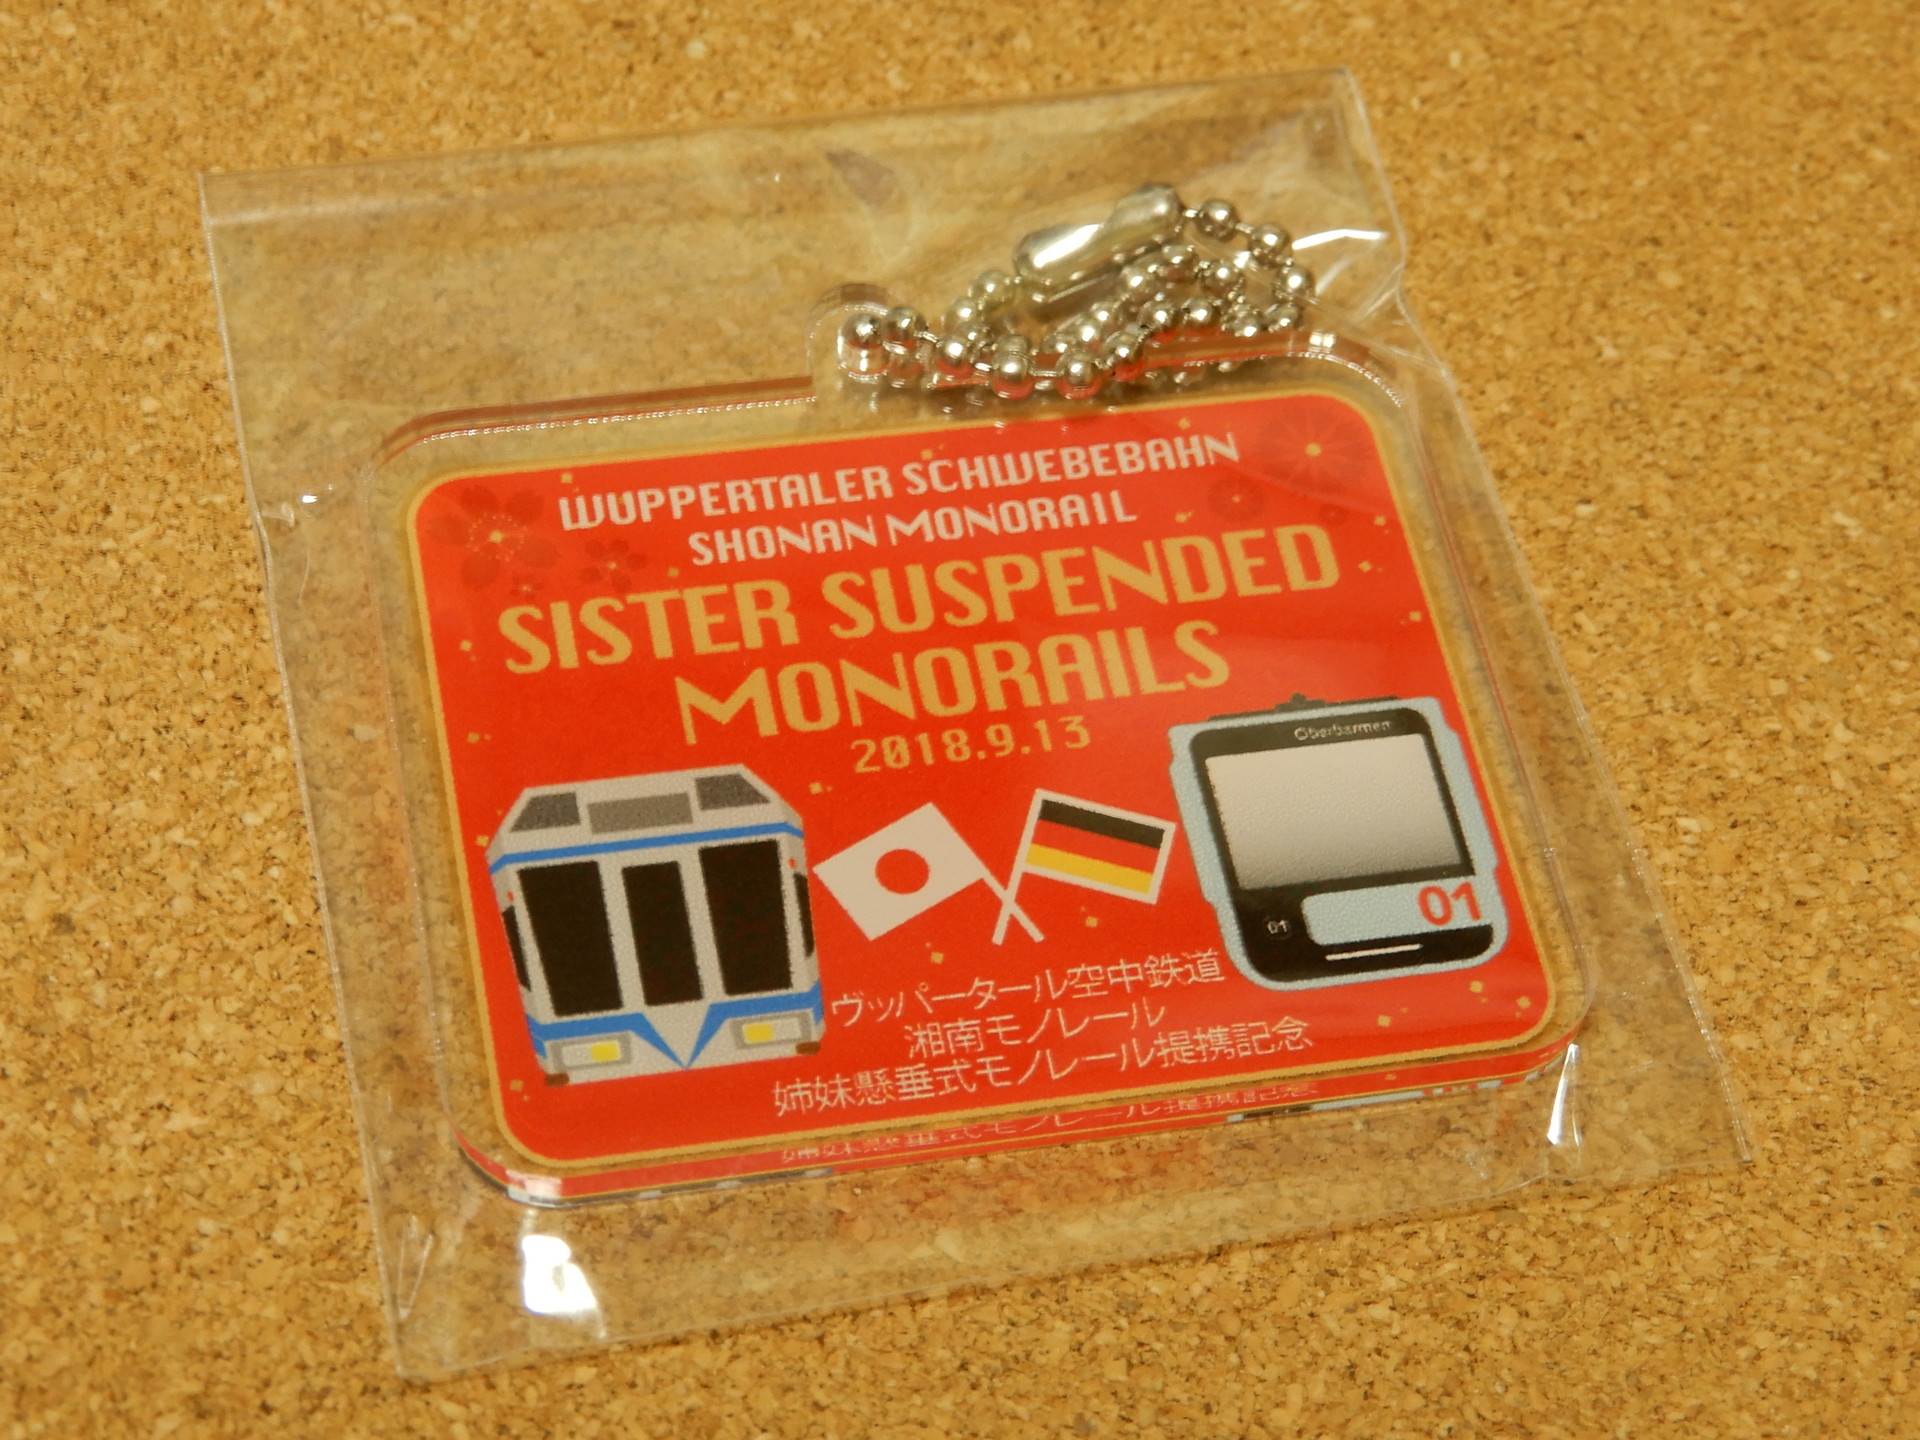 WUPPERTALER SCHWEBEBAHN
SHONAN MONORAIL
SISTER SUSPENDED
MONORAILS
2018.9.13
Oberbarmen
01
01
ヴッパータール空中鉄道
湘南モノレール
姉妹懸垂式モノレール提携記念